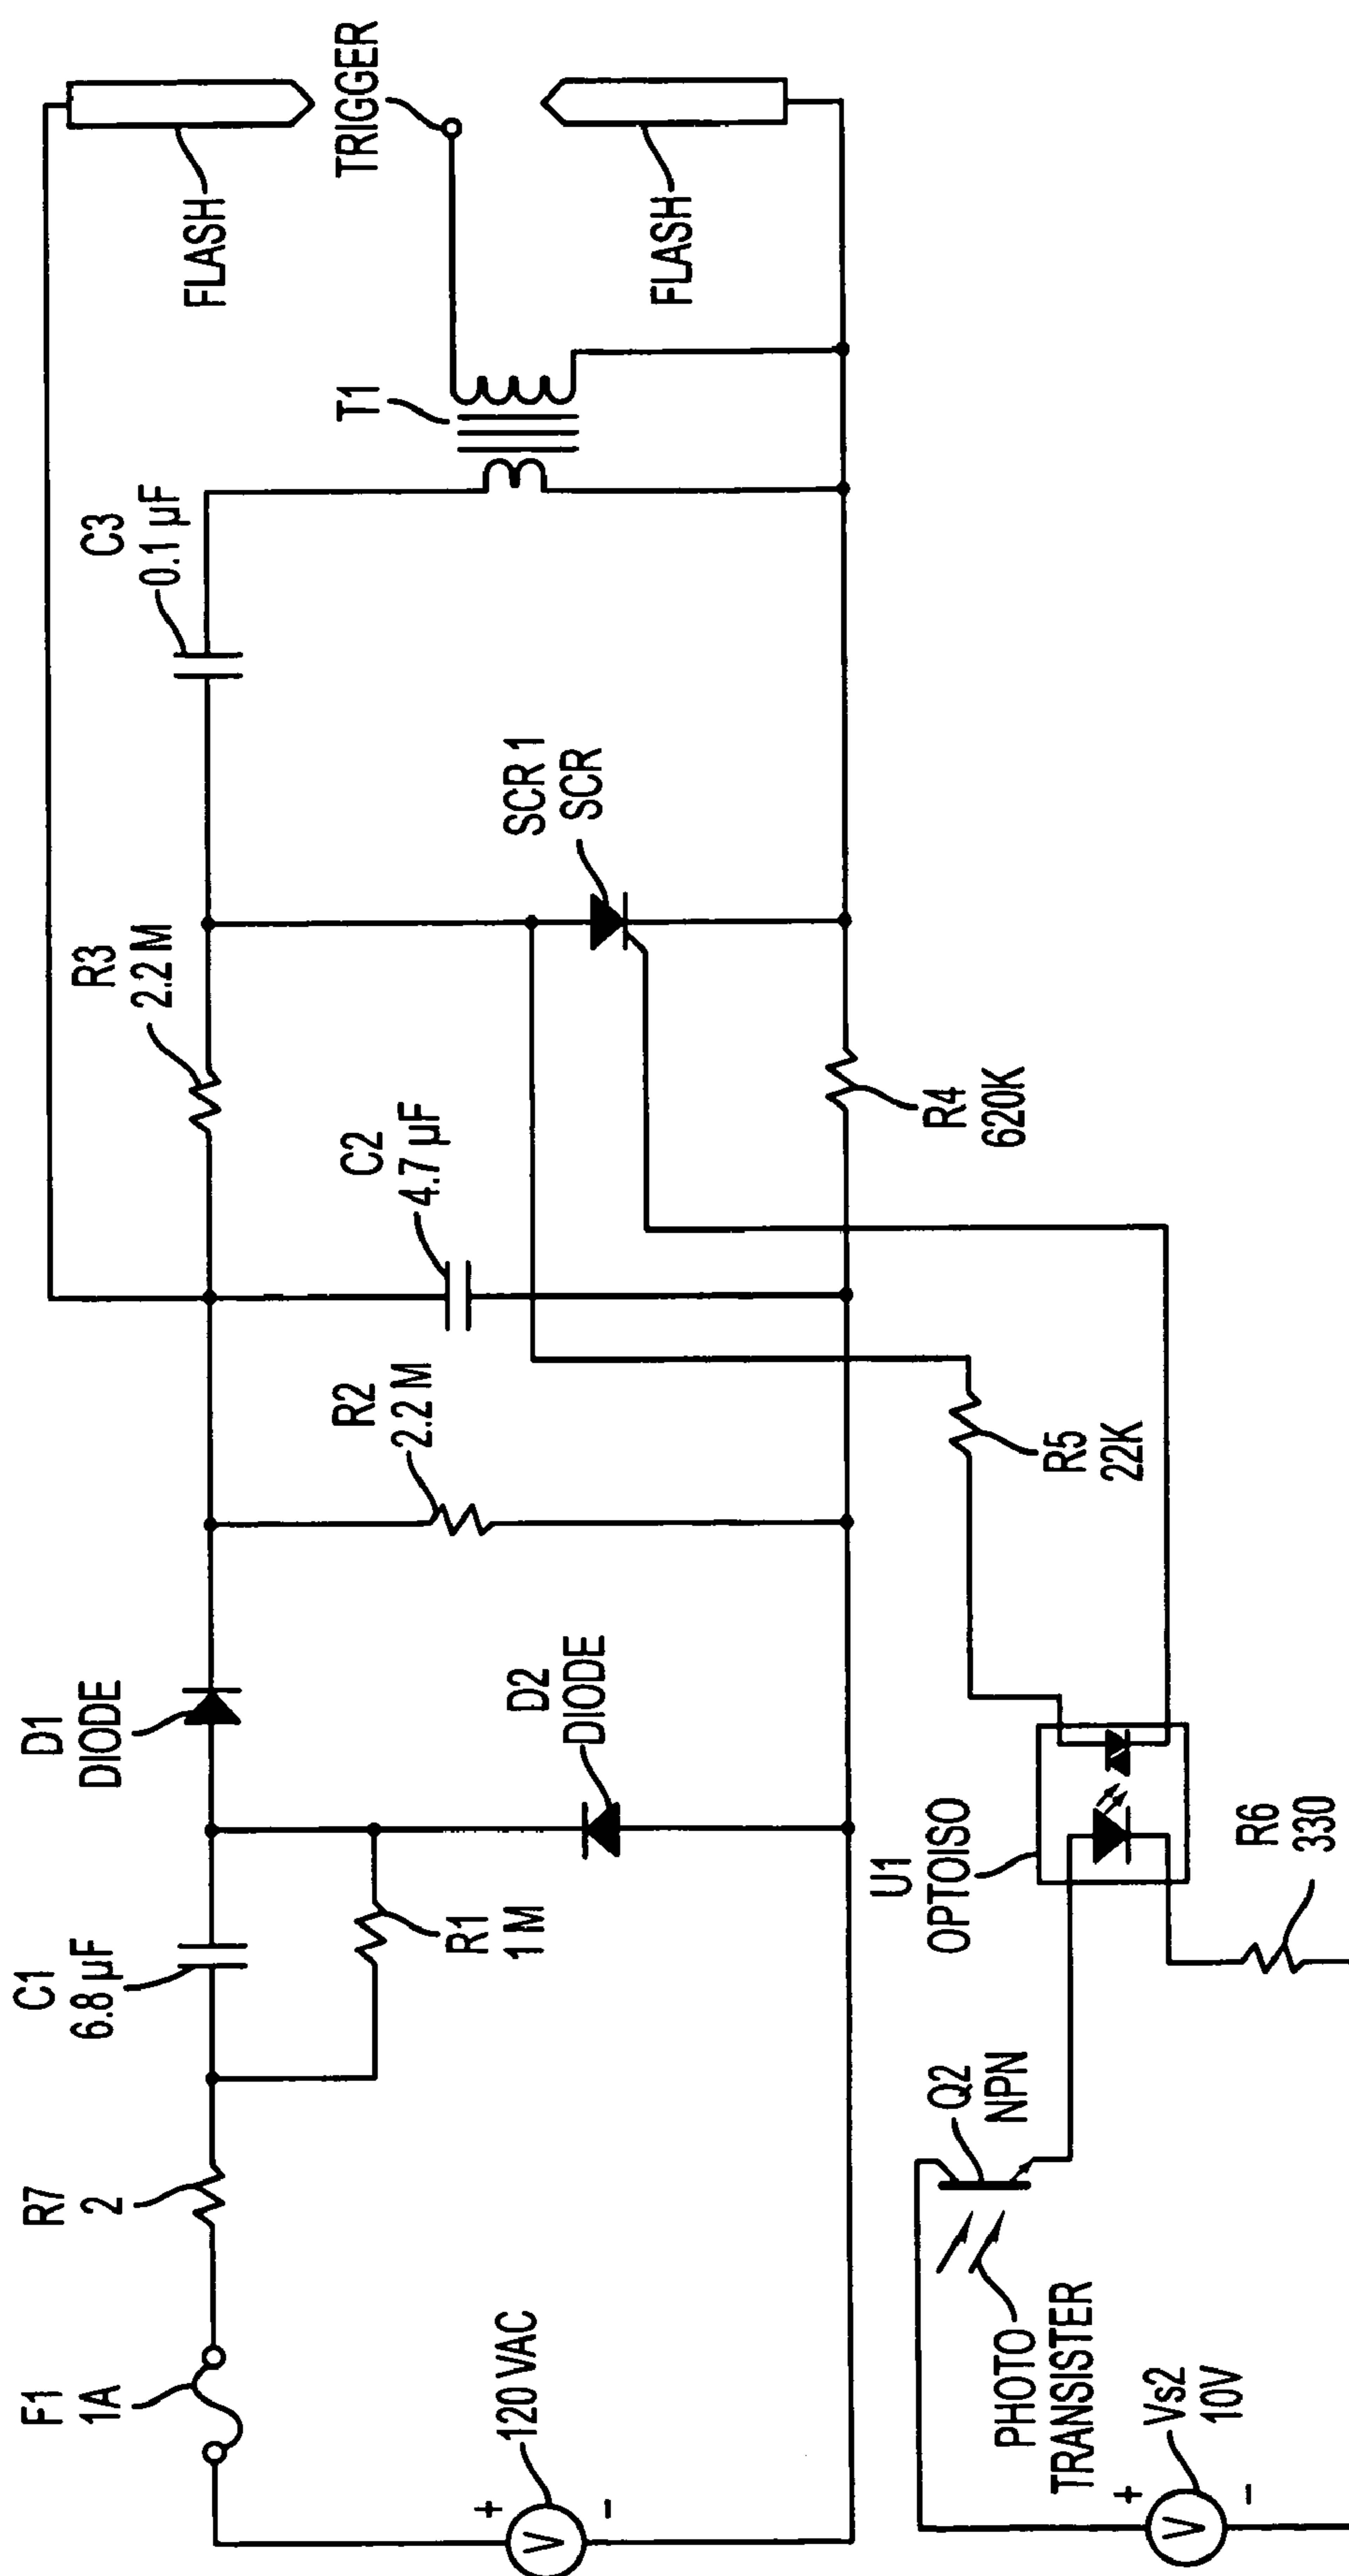 F1
1A
R7
2
C1
6.8 µF
D1
DIODE
R3
2.2 M
C3
0.1 µF
FLASH
R1
1 M
R2
2.2 M
C2
4.7 µF
T1
TRIGGER
+
V
-
120 VAC
D2
DIODE
SCR 1
SCR
FLASH
R4
620K
R5
22K
U1
OPTOISO
R6
330
Q2
NPN
PHOTO
TRANSISTER
Vs2
10V
+
V
-